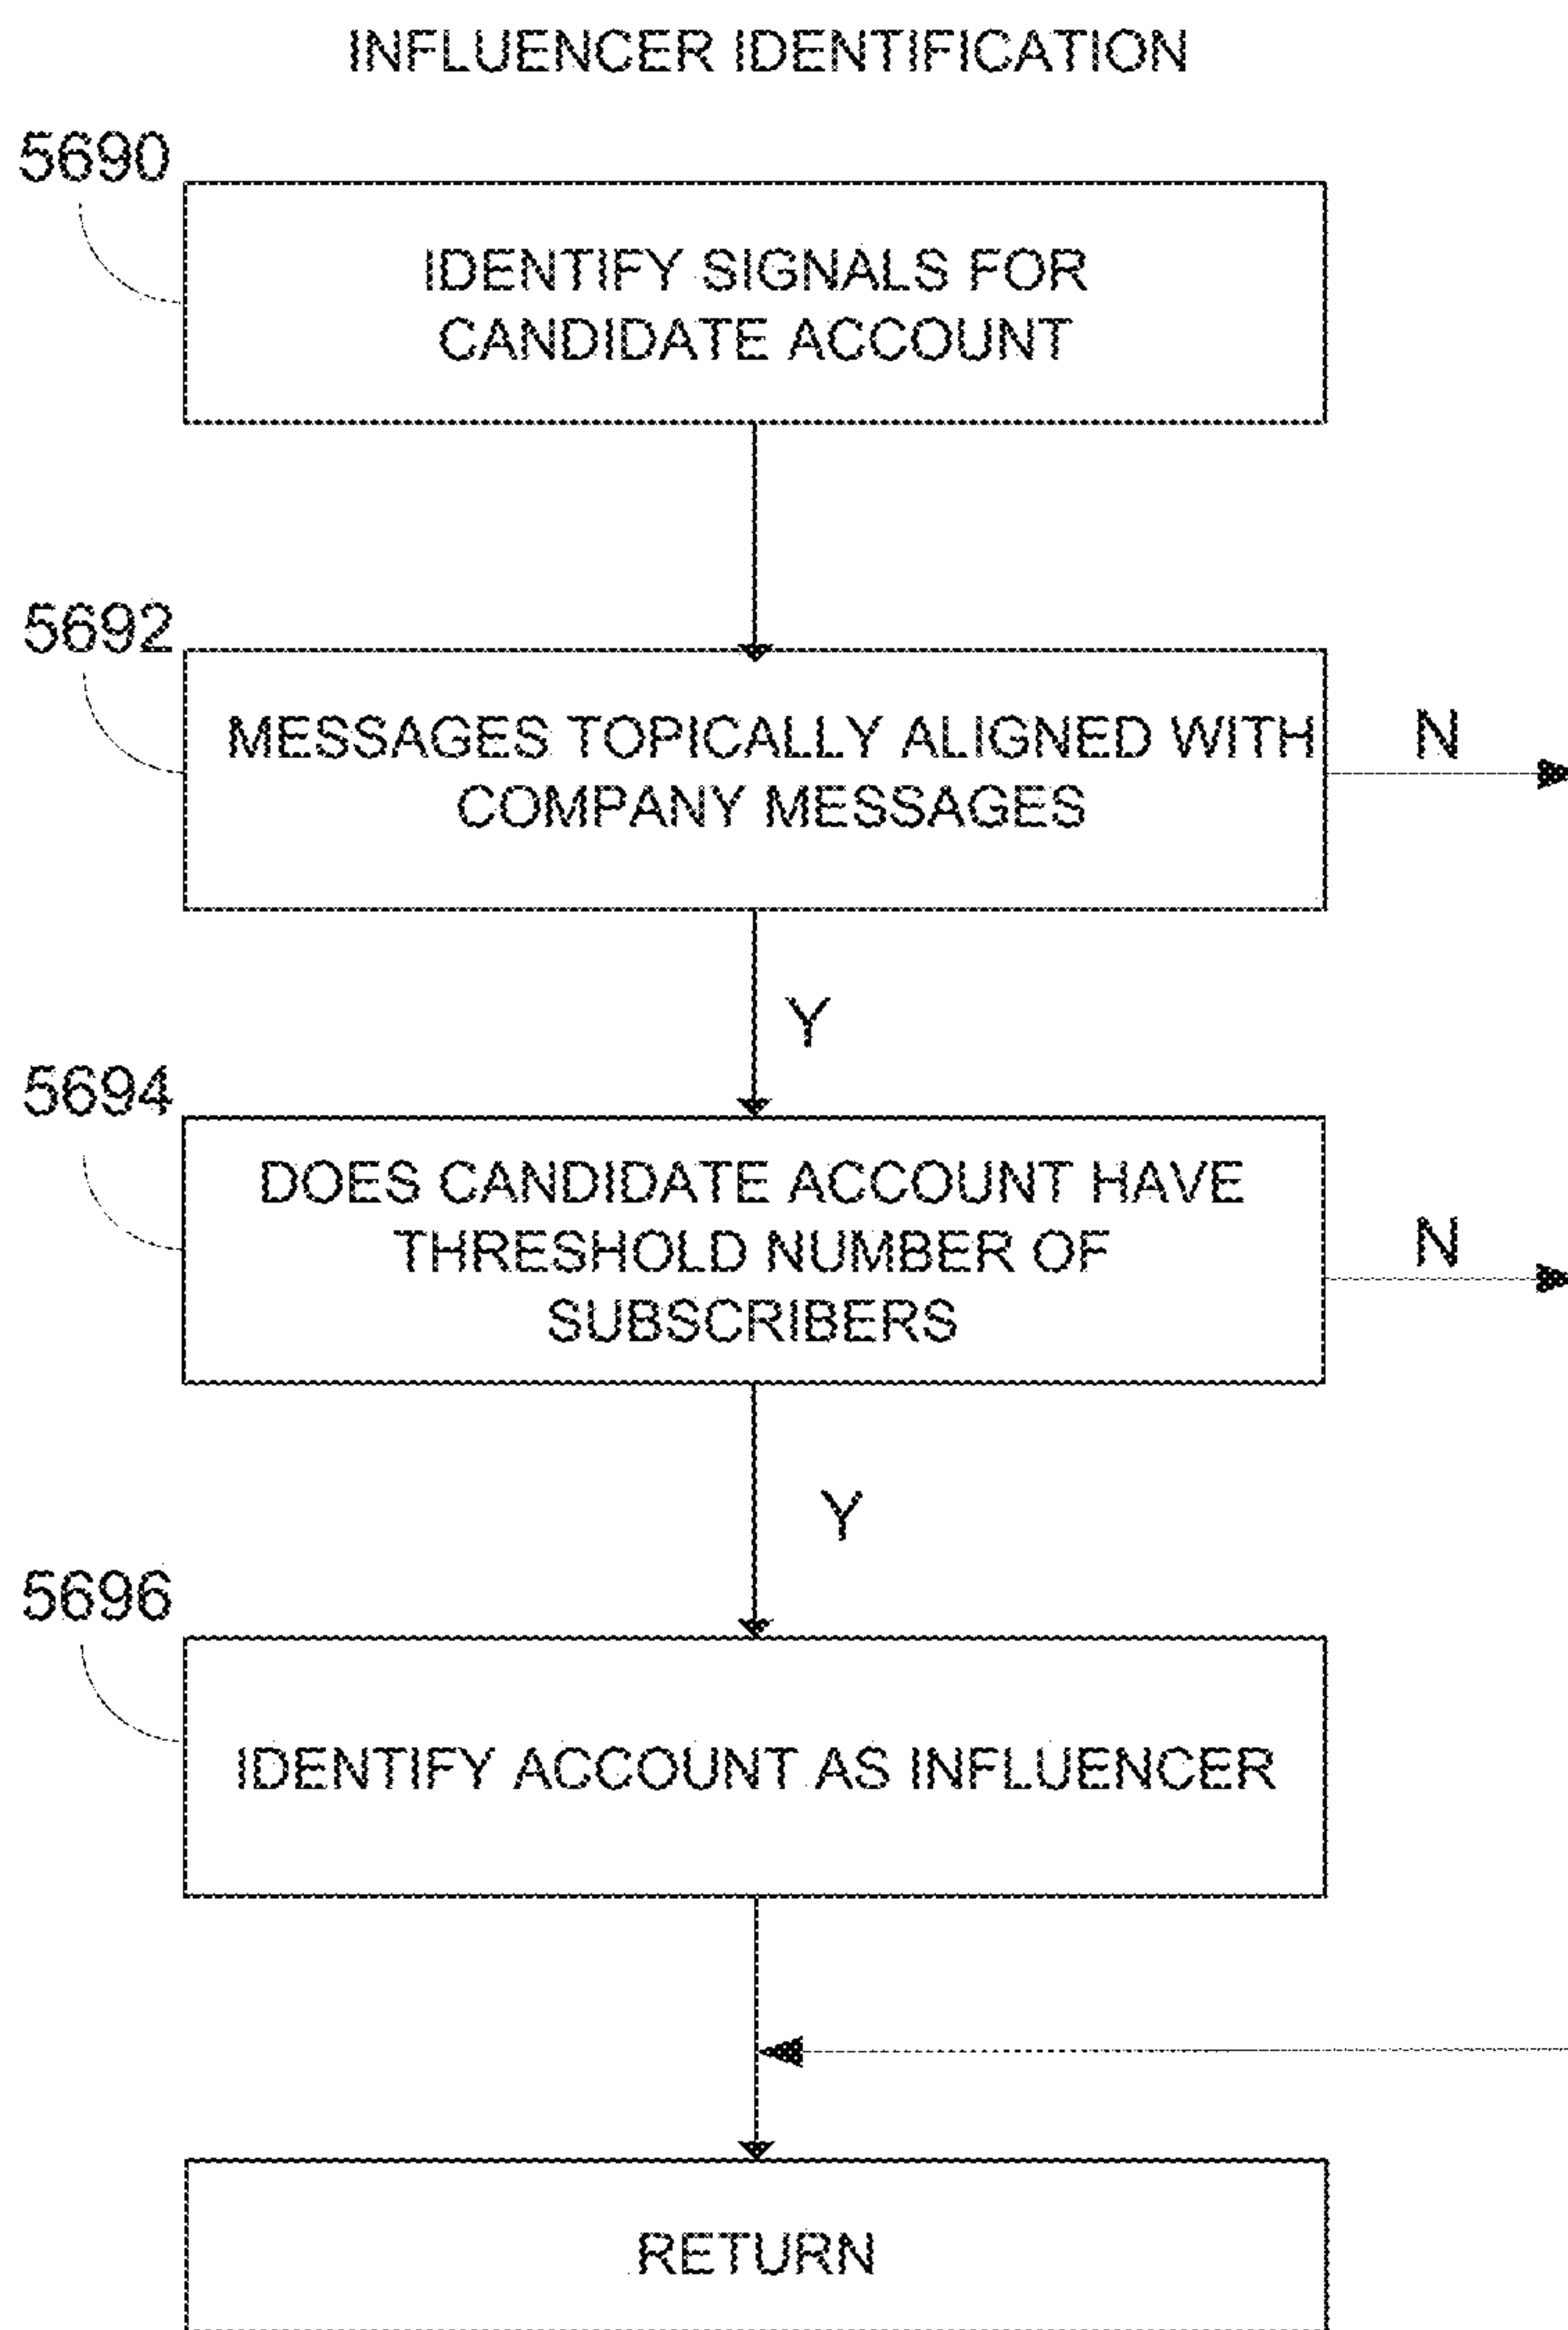 INFLUENCER IDENTIFICATION
5690
IDENTIFY SIGNALS FOR
CANDIDATE ACCOUNT
5692
MESSAGES TOPICALLY ALIGNED WITH
COMPANY MESSAGES
N
Y
5694
DOES CANDIDATE ACCOUNT HAVE
THRESHOLD NUMBER OF
SUBSCRIBERS
N
Y
5696
IDENTIFY ACCOUNT AS INFLUENCER
RETURN